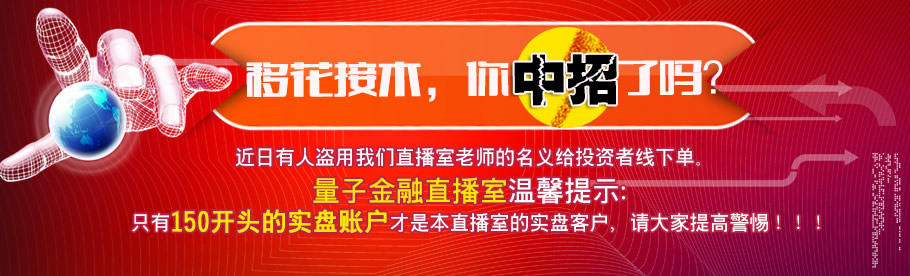 移花接木，你中招了吗？
近日有人盗用我们直播室老师的名义给投资者线下单。
量子金融直播室温馨提示：
只有150开头的实盘账户才是本直播室的实盘客户，请大家提高警惕！！！